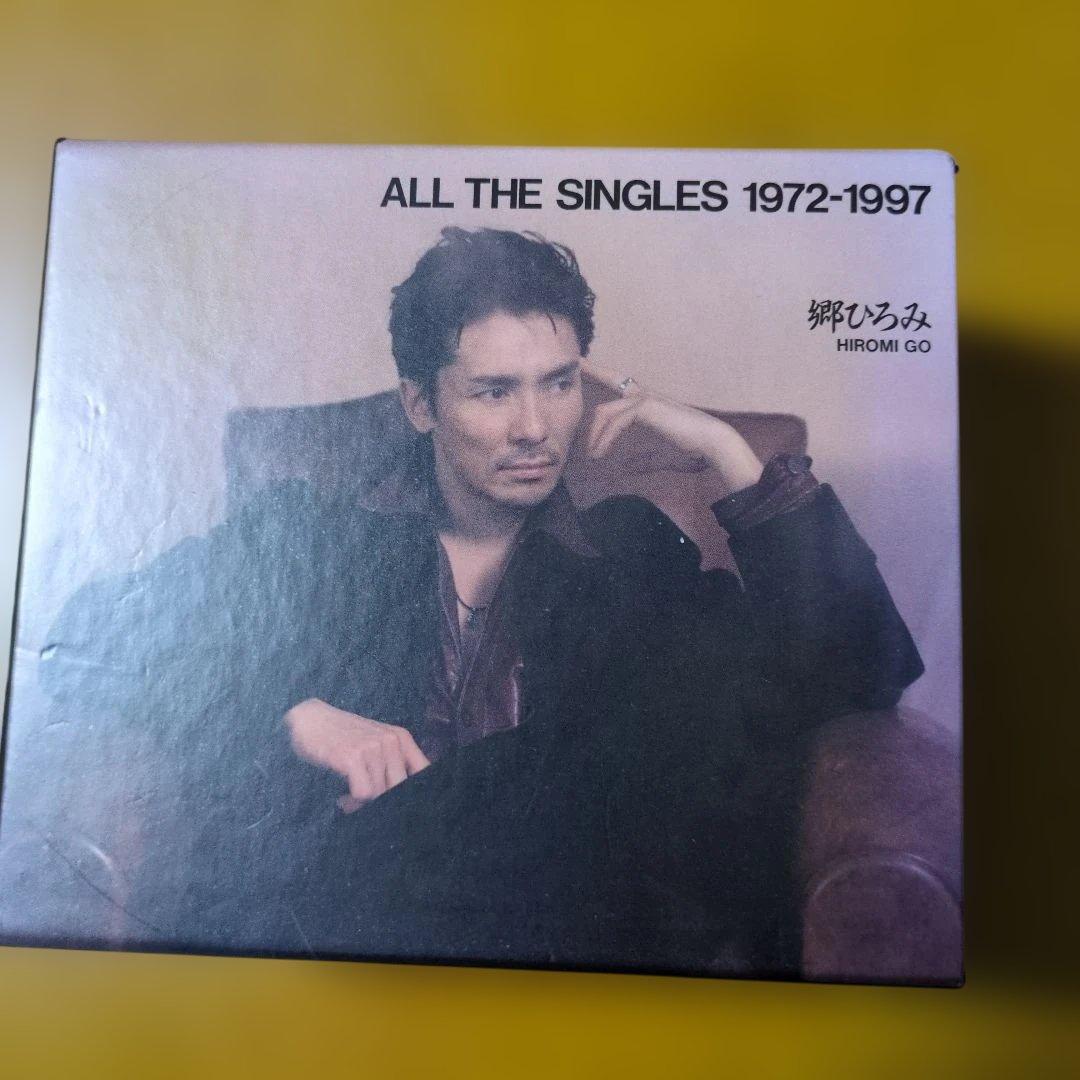 ALL THE SINGLES 1972-1997
郷ひろみ
HIROMI GO